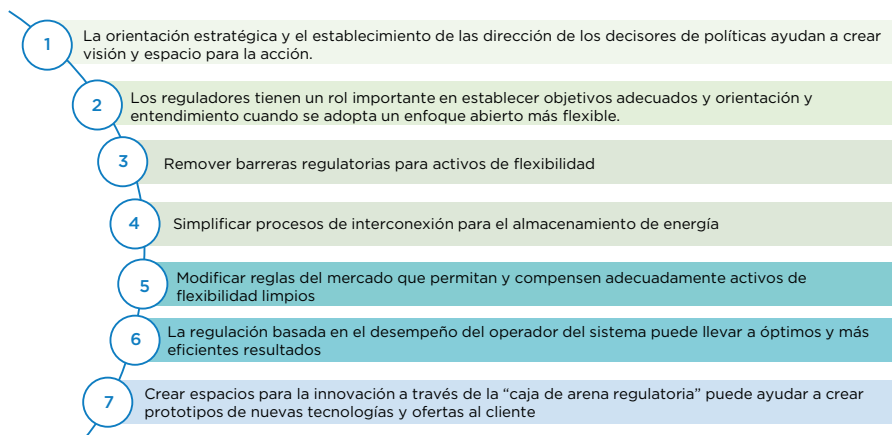 1
La orientación estratégica y el establecimiento de las dirección de los decisores de políticas ayudan a crear
visión y espacio para la acción.
2
Los reguladores tienen un rol importante en establecer objetivos adecuados y orientación y
entendimiento cuando se adopta un enfoque abierto más flexible.
3
Remover barreras regulatorias para activos de flexibilidad
4
Simplificar procesos de interconexión para el almacenamiento de energía
5
Modificar reglas del mercado que permitan y compensen adecuadamente activos de
flexibilidad limpios
6
La regulación basada en el desempeño del operador del sistema puede llevar a óptimos y más
eficientes resultados
7
Crear espacios para la innovación a través de la “caja de arena regulatoria” puede ayudar a crear
prototipos de nuevas tecnologías y ofertas al cliente